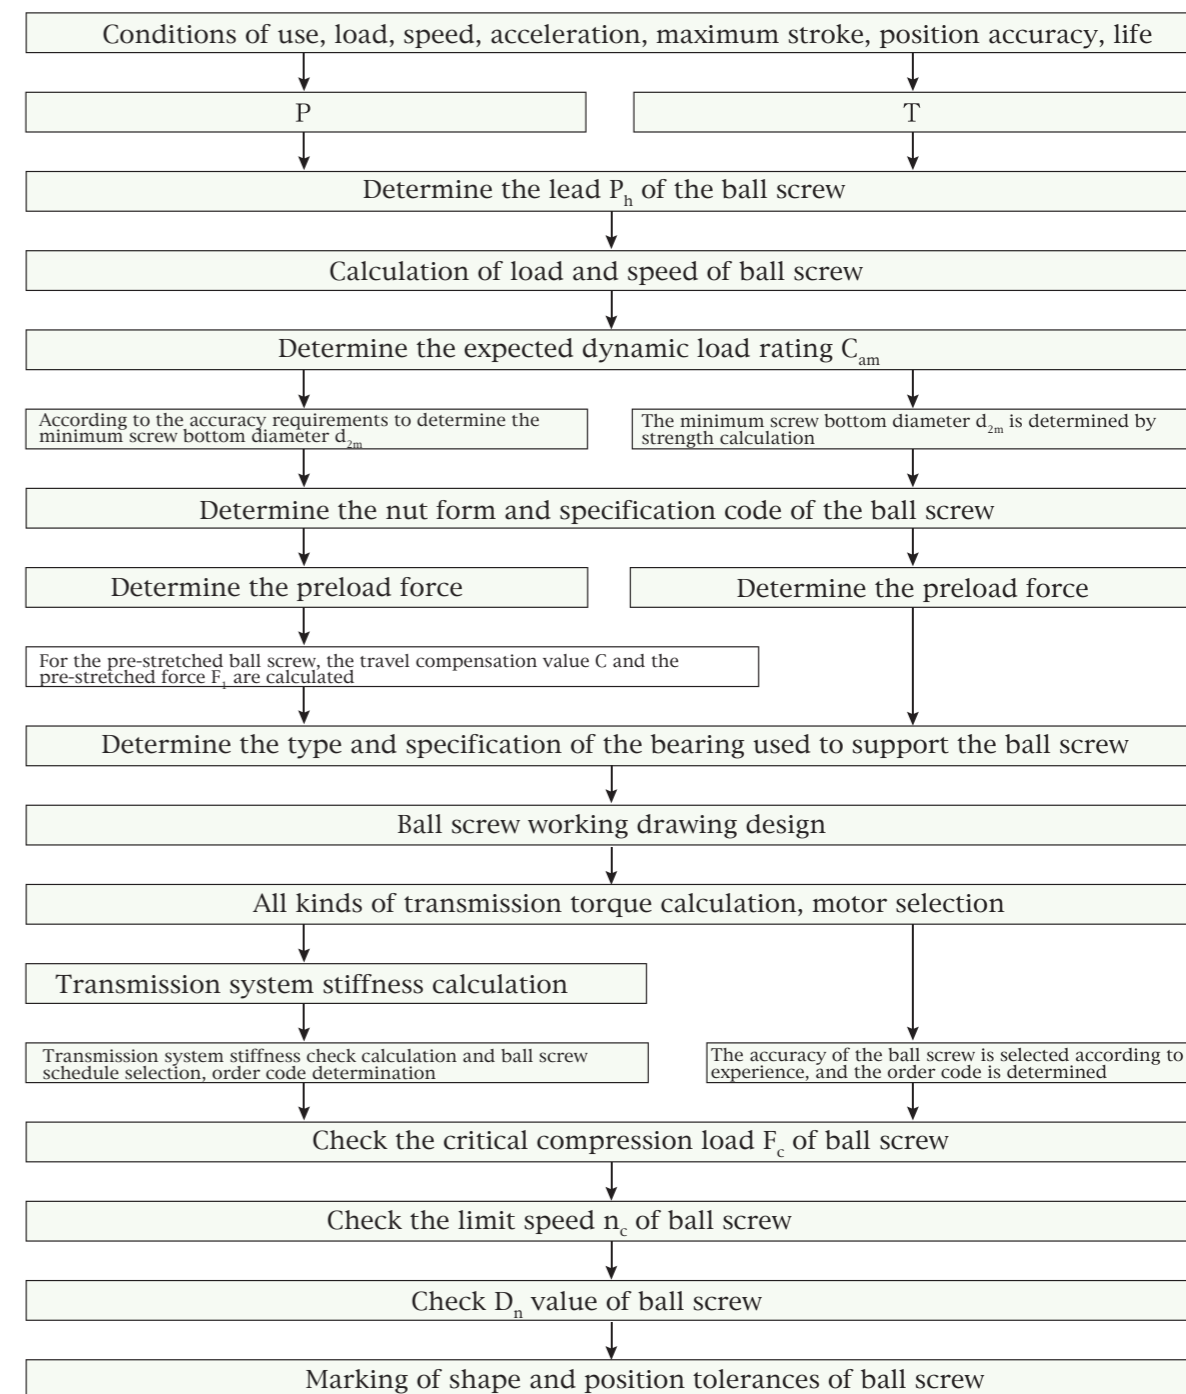 Conditions of use, load, speed, acceleration, maximum stroke, position accuracy, life
P
T
Determine the lead Ph of the ball screw
Calculation of load and speed of ball screw
Determine the expected dynamic load rating Cam
According to the accuracy requirements to determine the
minimum screw bottom diameter d2m
The minimum screw bottom diameter d2m is determined by
strength calculation
Determine the nut form and specification code of the ball screw
Determine the preload force
Determine the preload force
For the pre-stretched ball screw, the travel compensation value C and the
pre-stretched force F1 are calculated
Determine the type and specification of the bearing used to support the ball screw
Ball screw working drawing design
All kinds of transmission torque calculation, motor selection
Transmission system stiffness calculation
Transmission system stiffness check calculation and ball screw
schedule selection, order code determination
The accuracy of the ball screw is selected according to
experience, and the order code is determined
Check the critical compression load Fc of ball screw
Check the limit speed nc of ball screw
Check Dn value of ball screw
Marking of shape and position tolerances of ball screw